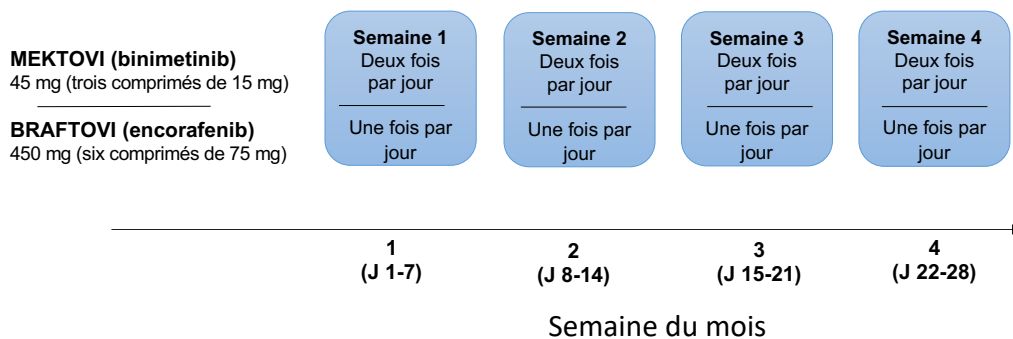 MEKTOVI (binimetinib)
45 mg (trois comprimés de 15 mg)
BRAFTOVI (encorafenib)
450 mg (six comprimés de 75 mg)
Semaine 1
Deux fois
par jour
Une fois par
jour
Semaine 2
Deux fois
par jour
Une fois par
jour
Semaine 3
Deux fois
par jour
Une fois par
jour
Semaine 4
Deux fois
par jour
Une fois par
jour
1
(J 1-7)
2
(J 8-14)
3
(J 15-21)
4
(J 22-28)
Semaine du mois